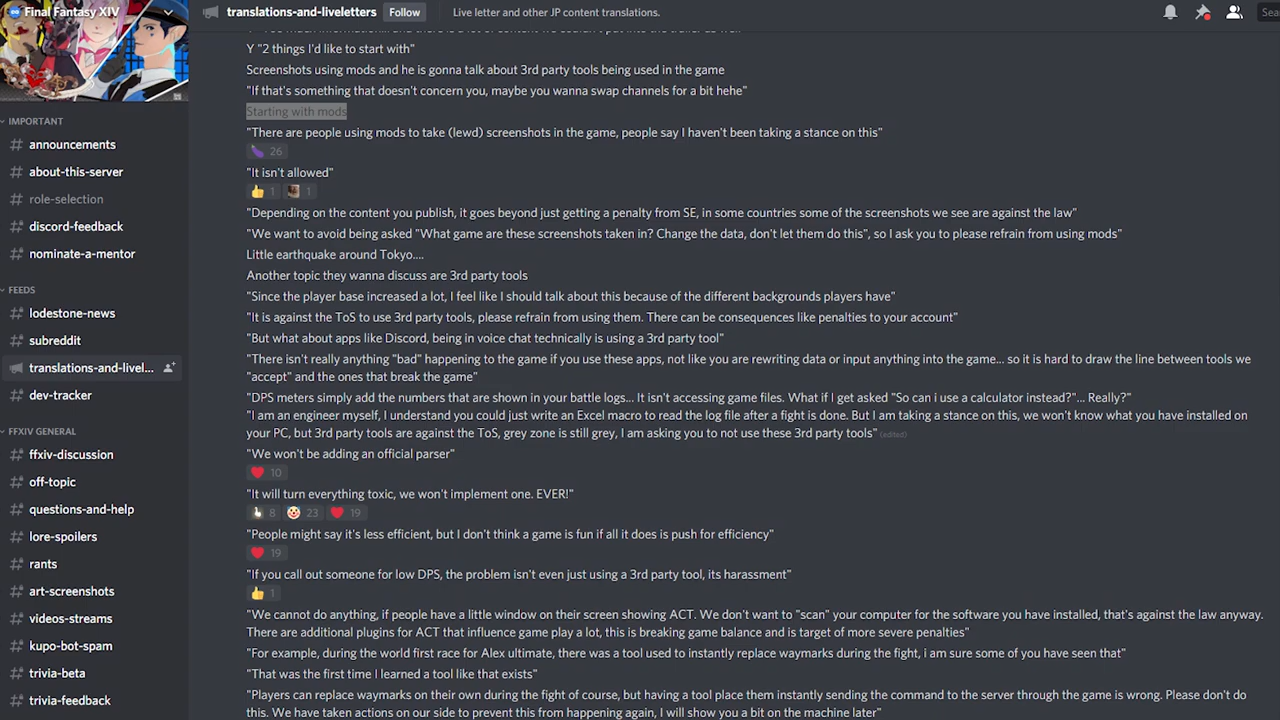 Final Fantasy XIV
translations-and-liveletters
Follow
Live letter and other JP content translations.
Sea
IMPORTANT
announcements
about-this-server
role-selection
discord-feedback
nominate-a-mentor
FEEDS
lodestone-news
subreddit
translations-and-livel...
dev-tracker
FFXIV GENERAL
ffxiv-discussion
off-topic
questions-and-help
lore-spoilers
rants
art-screenshots
videos-streams
kupo-bot-spam
trivia-beta
trivia-feedback
Y "2 things I'd like to start with"
Screenshots using mods and he is gonna talk about 3rd party tools being used in the game
"If that's something that doesn't concern you, maybe you wanna swap channels for a bit hehe"
Starting with mods
"There are people using mods to take (lewd) screenshots in the game, people say I haven't been taking a stance on this"
26
"It isn't allowed"
1 1
"Depending on the content you publish, it goes beyond just getting a penalty from SE, in some countries some of the screenshots we see are against the law"
"We want to avoid being asked "What game are these screenshots taken in? Change the data, don't let them do this", so I ask you to please refrain from using mods"
Little earthquake around Tokyo....
Another topic they wanna discuss are 3rd party tools
"Since the player base increased a lot, I feel like I should talk about this because of the different backgrounds players have"
"It is against the ToS to use 3rd party tools, please refrain from using them. There can be consequences like penalties to your account"
"But what about apps like Discord, being in voice chat technically is using a 3rd party tool"
"There isn't really anything "bad" happening to the game if you use these apps, not like you are rewriting data or input anything into the game... so it is hard to draw the line between tools we
"accept" and the ones that break the game"
"DPS meters simply add the numbers that are shown in your battle logs... It isn't accessing game files. What if I get asked "So can i use a calculator instead?"... Really?"
"I am an engineer myself, I understand you could just write an Excel macro to read the log file after a fight is done. But I am taking a stance on this, we won't know what you have installed on
your PC, but 3rd party tools are against the ToS, grey zone is still grey, I am asking you to not use these 3rd party tools" (edited)
"We won't be adding an official parser"
10
"It will turn everything toxic, we won't implement one. EVER!"
8 23 19
"People might say it's less efficient, but I don't think a game is fun if all it does is push for efficiency"
19
"If you call out someone for low DPS, the problem isn't even just using a 3rd party tool, its harassment"
1
"We cannot do anything, if people have a little window on their screen showing ACT. We don't want to "scan" your computer for the software you have installed, that's against the law anyway.
There are additional plugins for ACT that influence game play a lot, this is breaking game balance and is target of more severe penalties"
"For example, during the world first race for Alex ultimate, there was a tool used to instantly replace waymarks during the fight, i am sure some of you have seen that"
"That was the first time I learned a tool like that exists"
"Players can replace waymarks on their own during the fight of course, but having a tool place them instantly sending the command to the server through the game is wrong. Please don't do
this. We have taken actions on our side to prevent this from happening again, I will show you a bit on the machine later"